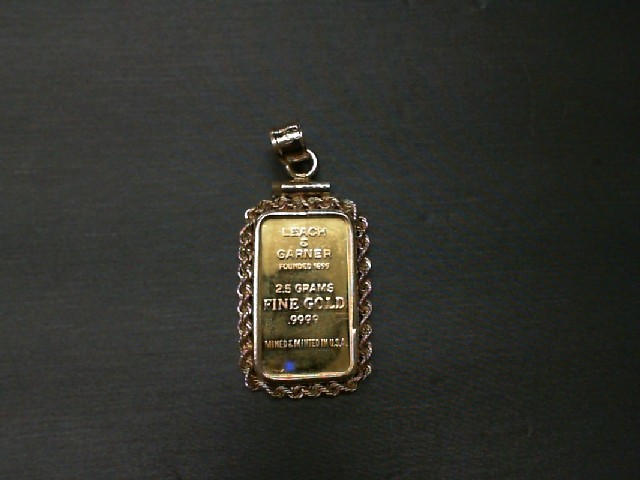 LEACH
&
GARNER
FOUNDED 1899
2.5 GRAMS
FINE GOLD
.9999
MINED & MINTED IN U.S.A.